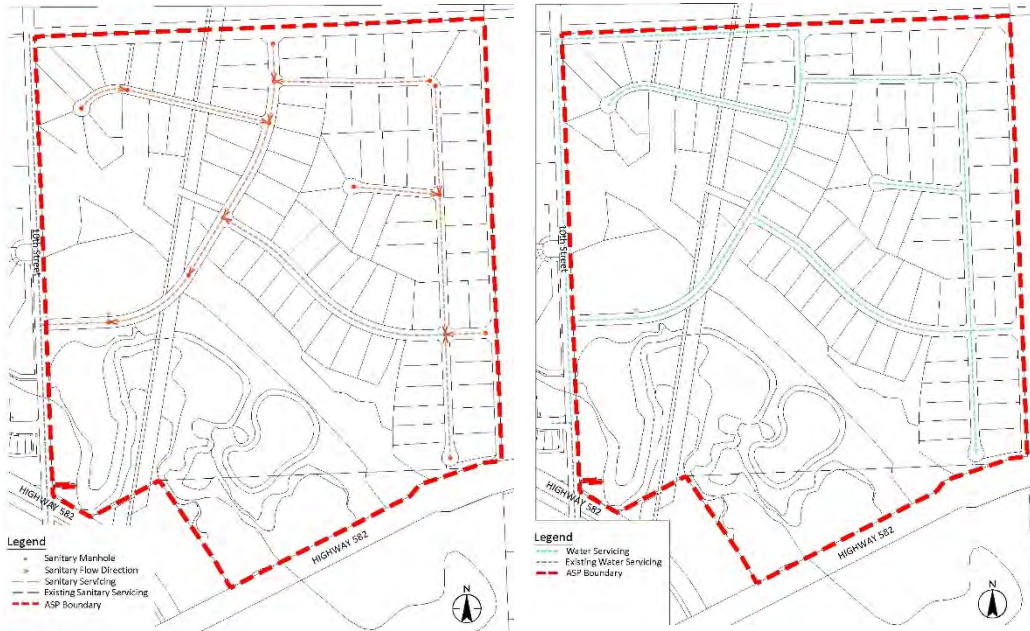 10th Street
HIGHWAY 582
HIGHWAY 582
Legend
Sanitary Manhole
Sanitary Flow Direction
Sanitary Servicing
Existing Sanitary Servicing
ASP Boundary
N
10th Street
HIGHWAY 582
HIGHWAY 582
Legend
Water Servicing
Existing Water Servicing
ASP Boundary
N